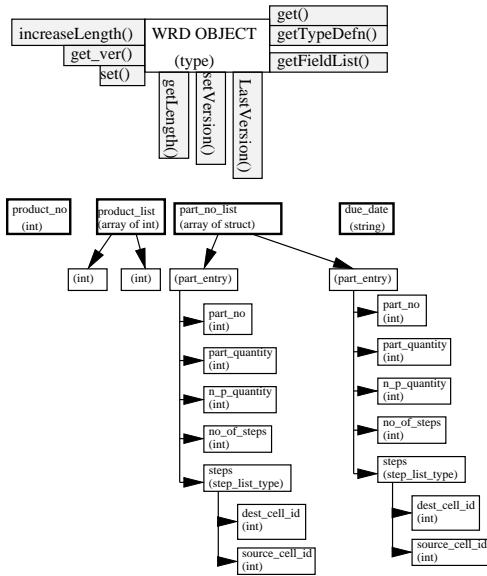 get()
increaseLength()
WRD OBJECT
getTypeDefn()
get_ver()
(type)
getFieldList()
set()
getLength()
setVersion()
LastVersion()
product_no
(int)
product_list
(array of int)
part_no_list
(array of struct)
due_date
(string)
(int)
(int)
(part_entry)
(part_entry)
part_no
(int)
part_quantity
(int)
n_p_quantity
(int)
no_of_steps
(int)
steps
(step_list_type)
dest_cell_id
(int)
source_cell_id
(int)
part_no
(int)
part_quantity
(int)
n_p_quantity
(int)
no_of_steps
(int)
steps
(step_list_type)
dest_cell_id
(int)
source_cell_id
(int)